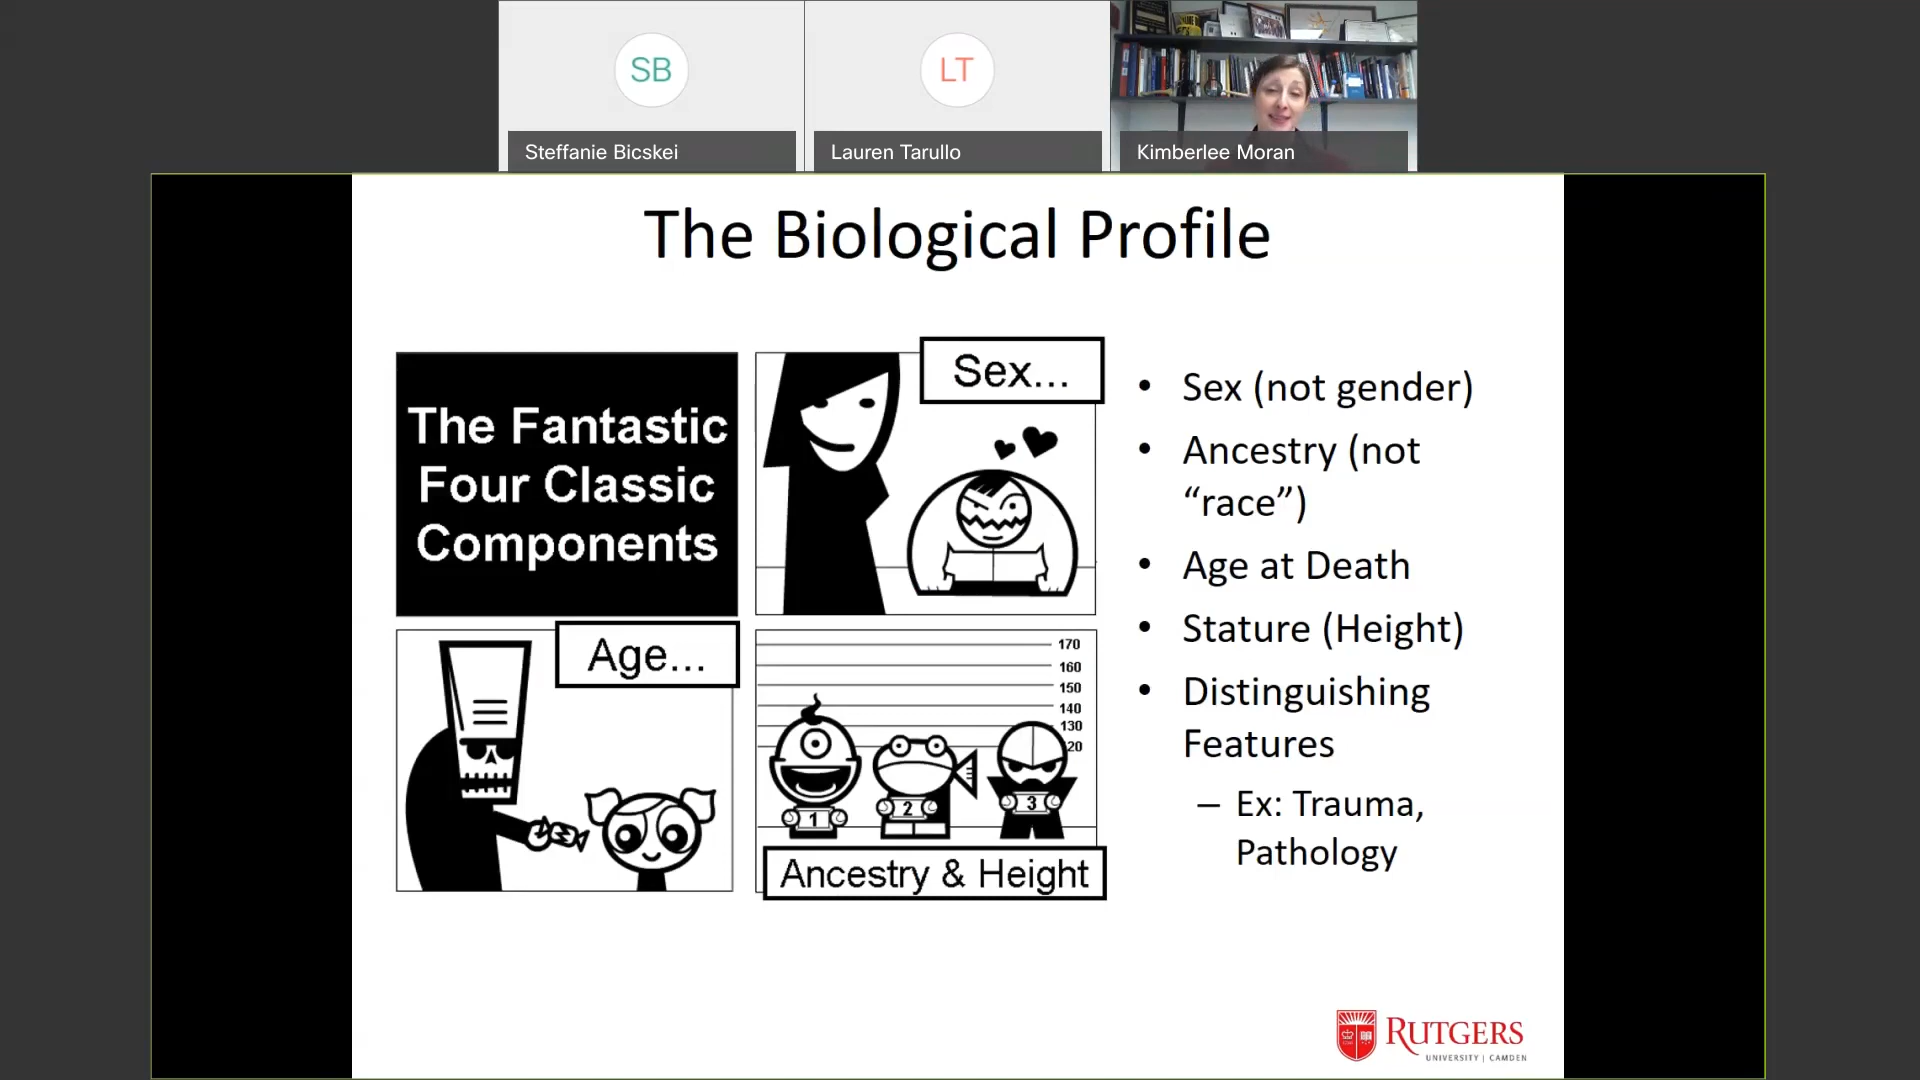 SB
LT
Steffanie Bicskei
Lauren Tarullo
Kimberlee Moran
The Biological Profile
The Fantastic
Four Classic
Components
Sex...
Age...
170
160
150
140
130
20
1
2
3
Ancestry & Height
• Sex (not gender)
• Ancestry (not
“race”)
• Age at Death
• Stature (Height)
• Distinguishing
Features
– Ex: Trauma,
Pathology
RUTGERS
UNIVERSITY | CAMDEN